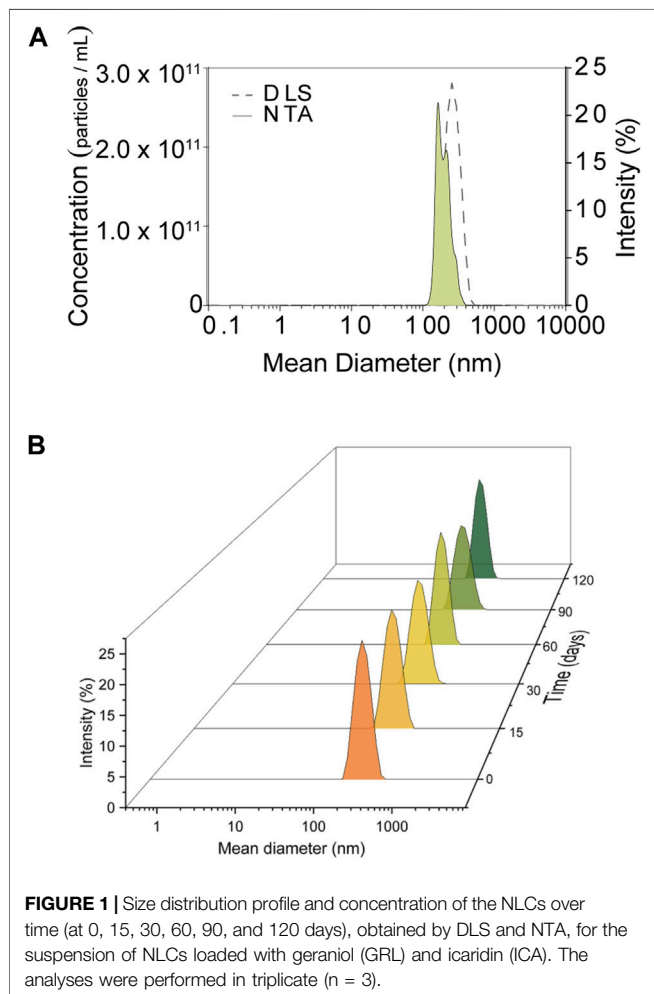 A
Concentration (particles / mL)
3.0 x 10¹¹
2.0 x 10¹¹
1.0 x 10¹¹
0
DLS
NTA
25
20
15
10
5
0
Intensity (%)
0.1 1 10 100 1000 10000
Mean Diameter (nm)
B
Intensity (%)
25
20
15
10
5
0
1 10 100 1000
Mean diameter (nm)
120
90
60
30
15
0
Time (days)
FIGURE 1 | Size distribution profile and concentration of the NLCs over
time (at 0, 15, 30, 60, 90, and 120 days), obtained by DLS and NTA, for the
suspension of NLCs loaded with geraniol (GRL) and icaridin (ICA). The
analyses were performed in triplicate (n = 3).